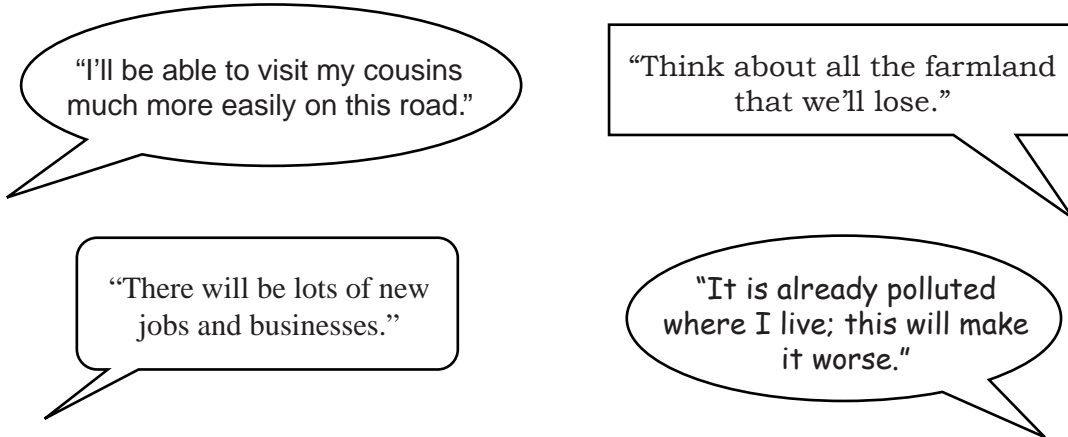 “I’ll be able to visit my cousins
much more easily on this road.”
“Think about all the farmland
that we’ll lose.”
“There will be lots of new
jobs and businesses.”
“It is already polluted
where I live; this will make
it worse.”